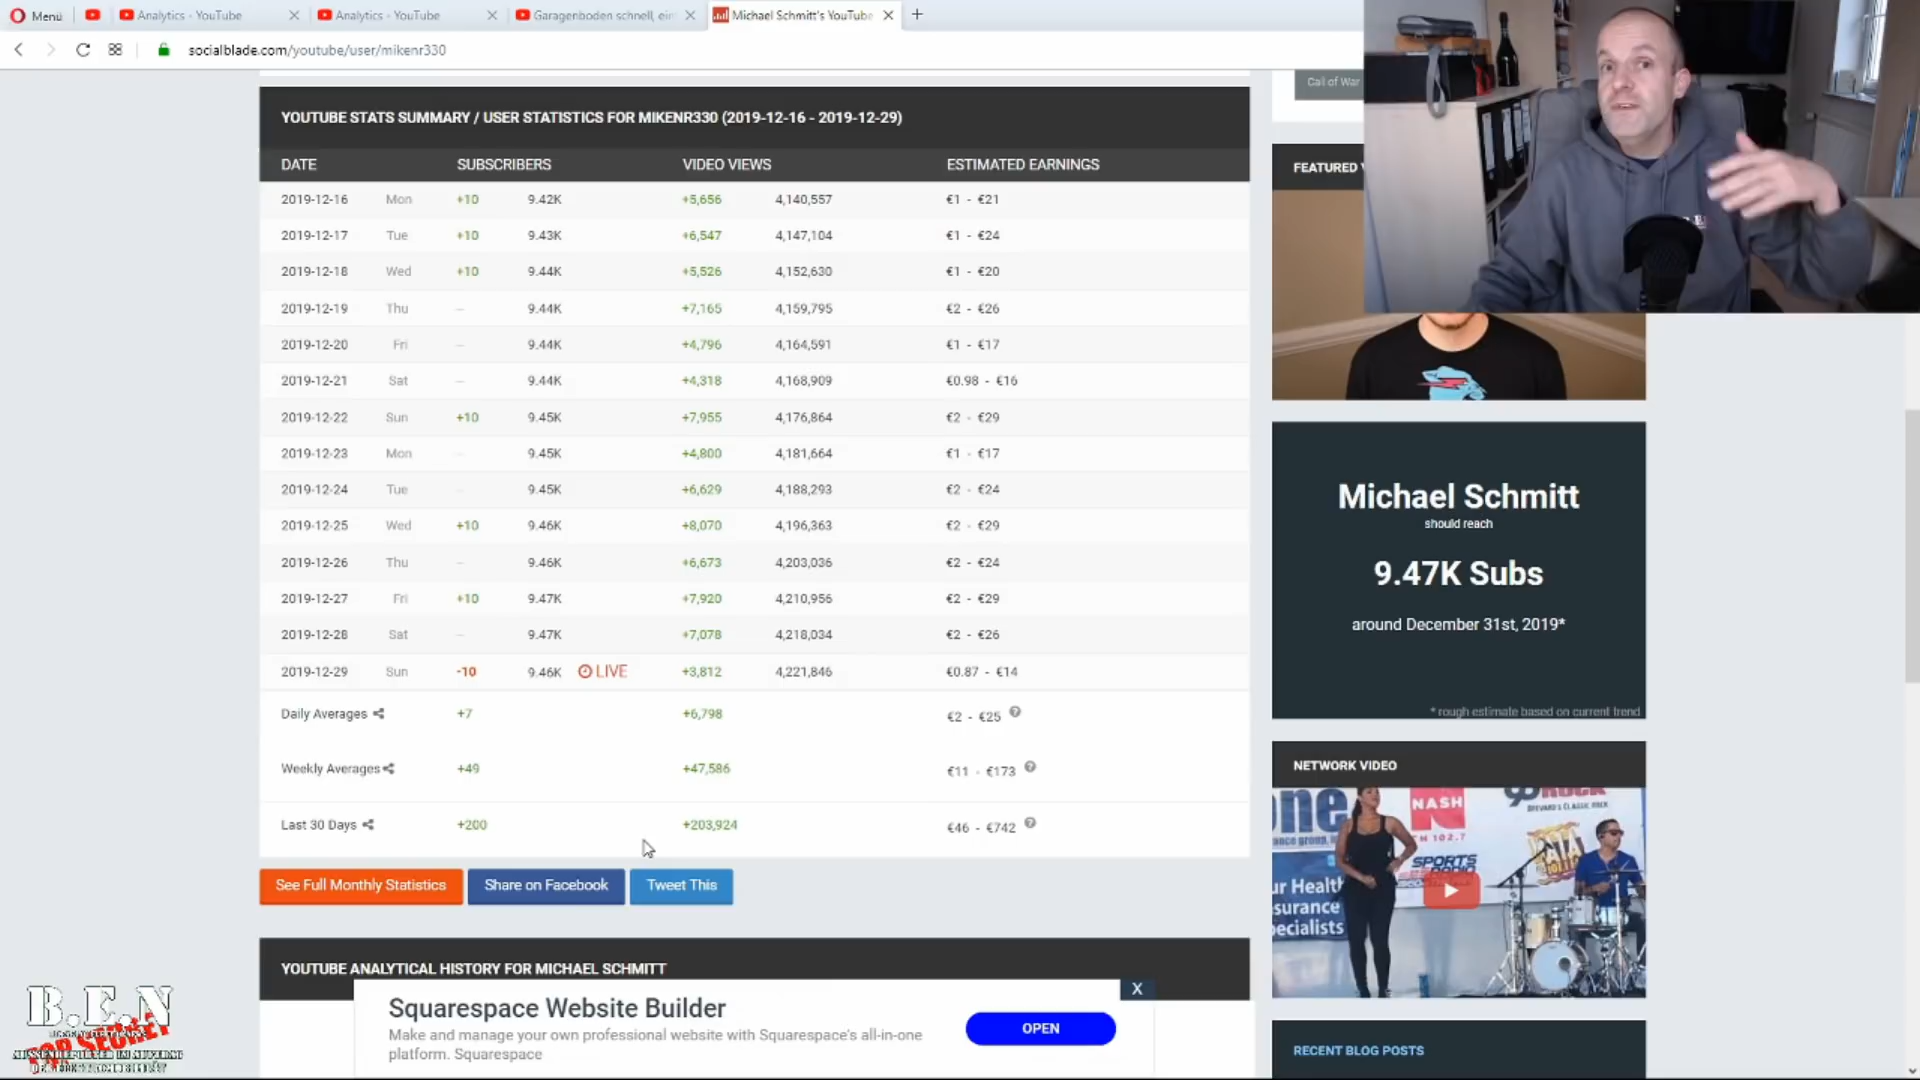 Menü
Analytics - YouTube
Analytics - YouTube
Garagenboden schnell, ein
Michael Schmitt's YouTube
socialblade.com/youtube/user/mikenr330
Call of War
YOUTUBE STATS SUMMARY / USER STATISTICS FOR MIKENR330 (2019-12-16 - 2019-12-29)
DATE SUBSCRIBERS VIDEO VIEWS ESTIMATED EARNINGS
2019-12-16 Mon +10 9.42K +5,656 4,140,557 €1 - €21
2019-12-17 Tue +10 9.43K +6,547 4,147,104 €1 - €24
2019-12-18 Wed +10 9.44K +5,526 4,152,630 €1 - €20
2019-12-19 Thu -- 9.44K +7,165 4,159,795 €2 - €26
2019-12-20 Fri -- 9.44K +4,796 4,164,591 €1 - €17
2019-12-21 Sat -- 9.44K +4,318 4,168,909 €0.98 - €16
2019-12-22 Sun +10 9.45K +7,955 4,176,864 €2 - €29
2019-12-23 Mon -- 9.45K +4,800 4,181,664 €1 - €17
2019-12-24 Tue -- 9.45K +6,629 4,188,293 €2 - €24
2019-12-25 Wed +10 9.46K +8,070 4,196,363 €2 - €29
2019-12-26 Thu -- 9.46K +6,673 4,203,036 €2 - €24
2019-12-27 Fri +10 9.47K +7,920 4,210,956 €2 - €29
2019-12-28 Sat -- 9.47K +7,078 4,218,034 €2 - €26
2019-12-29 Sun -10 9.46K LIVE +3,812 4,221,846 €0.87 - €14
Daily Averages +7 +6,798 €2 - €25
Weekly Averages +49 +47,586 €11 - €173
Last 30 Days +200 +203,924 €46 - €742
See Full Monthly Statistics
Share on Facebook
Tweet This
YOUTUBE ANALYTICAL HISTORY FOR MICHAEL SCHMITT
Squarespace Website Builder
Make and manage your own professional website with Squarespace's all-in-one
platform. Squarespace
OPEN
X
FEATURED
Michael Schmitt
should reach
9.47K Subs
around December 31st, 2019*
* rough estimate based on current trend
NETWORK VIDEO
one
NASH
102.7
BREVARD'S CLASSIC ROCK
SPORTS
ur Health
surance
ecialists
RECENT BLOG POSTS
B.E.N
TOP SECRET